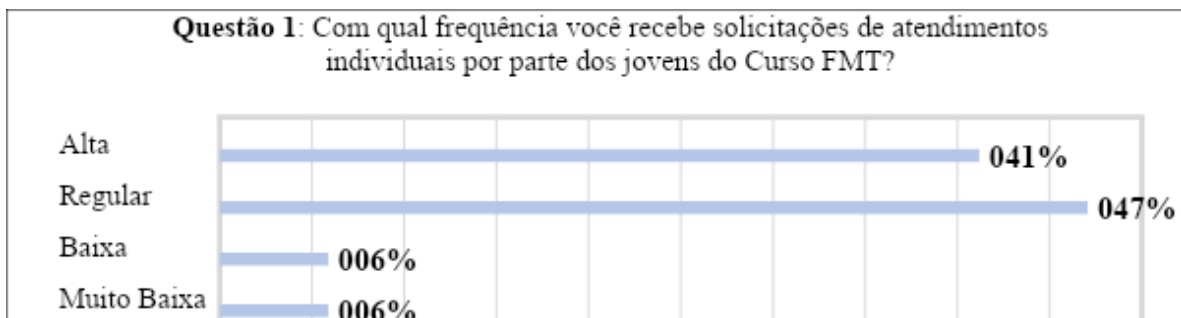 Questão 1: Com qual frequência você recebe solicitações de atendimentos
individuais por parte dos jovens do Curso FMT?
Alta 041%
Regular 047%
Baixa 006%
Muito Baixa 006%